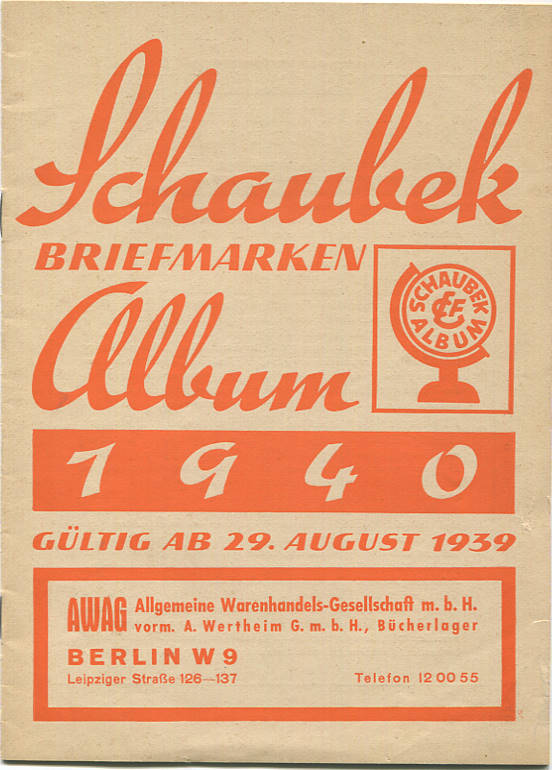 Schaubek
BRIEFMARKEN
Album
SCHAUBEK
EFC
ALBUM
1940
GÜLTIG AB 29. AUGUST 1939
AWAG Allgemeine Warenhandels-Gesellschaft m. b. H.
vorm. A. Wertheim G. m. b. H., Bücherlager
BERLIN W 9
Leipziger Straße 126—137 Telefon 12 00 55